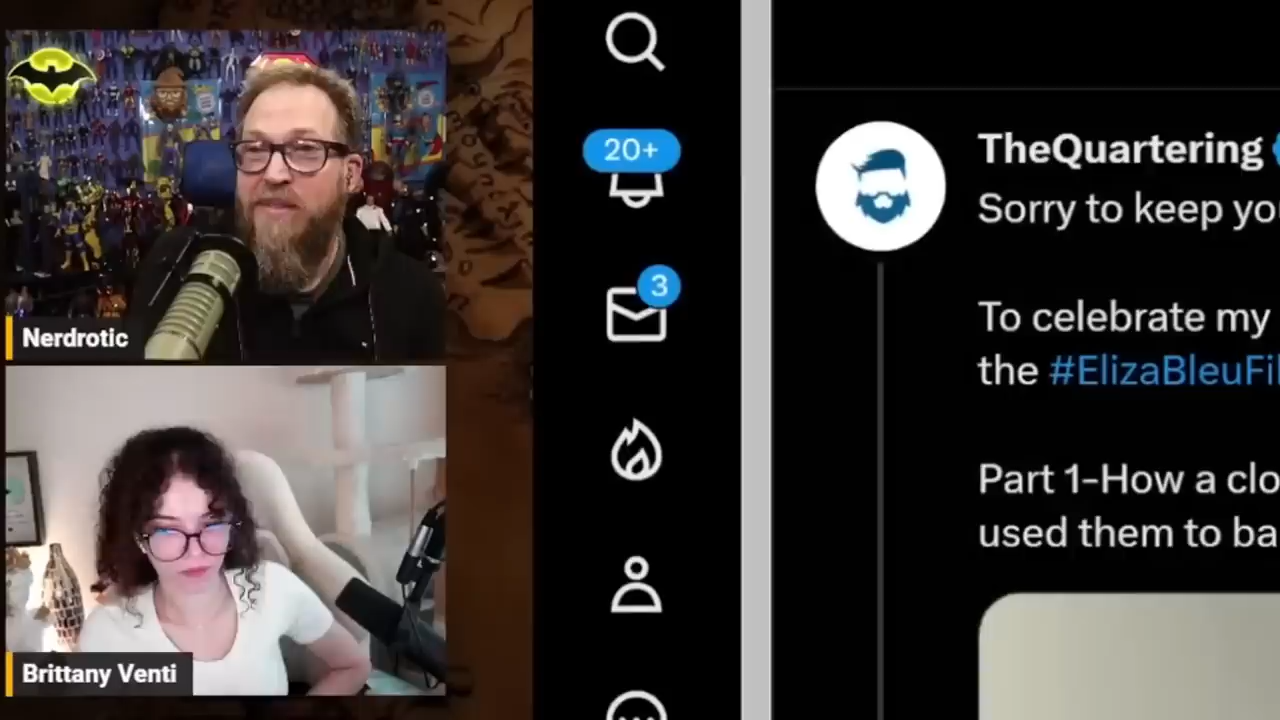 Nerdrotic
Brittany Venti
20+
3
TheQuartering
Sorry to keep yo
To celebrate my
the #ElizaBleuFi
Part 1-How a clo
used them to ba